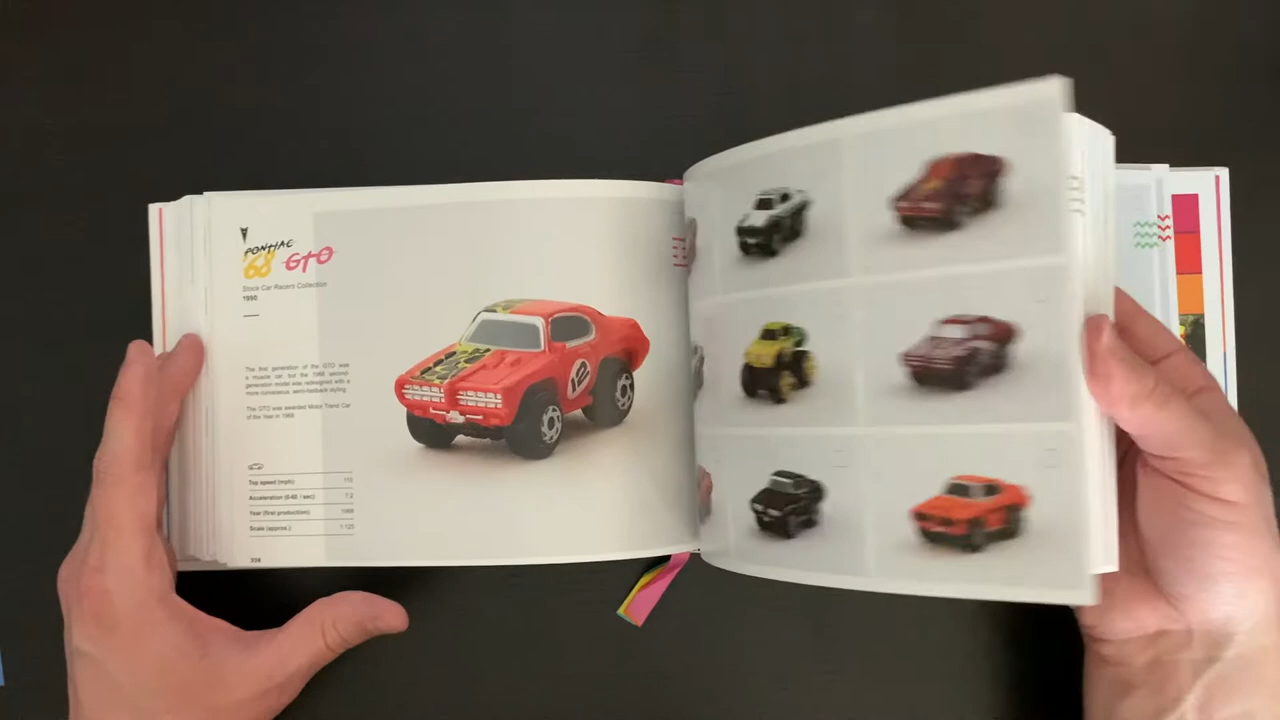 PONTIAC
'68 GTO
Stock Car Racers Collection
1990
The first generation of the GTO was
a muscle car, but the 1968 second-
generation model was redesigned with a
more curvaceous, semi-fastback styling.
The GTO was awarded Motor Trend Car
of the Year in 1968.
Top speed (mph) 110
Acceleration (0-60 / sec) 7.2
Year (first production) 1968
Scale (approx.) 1:125
12